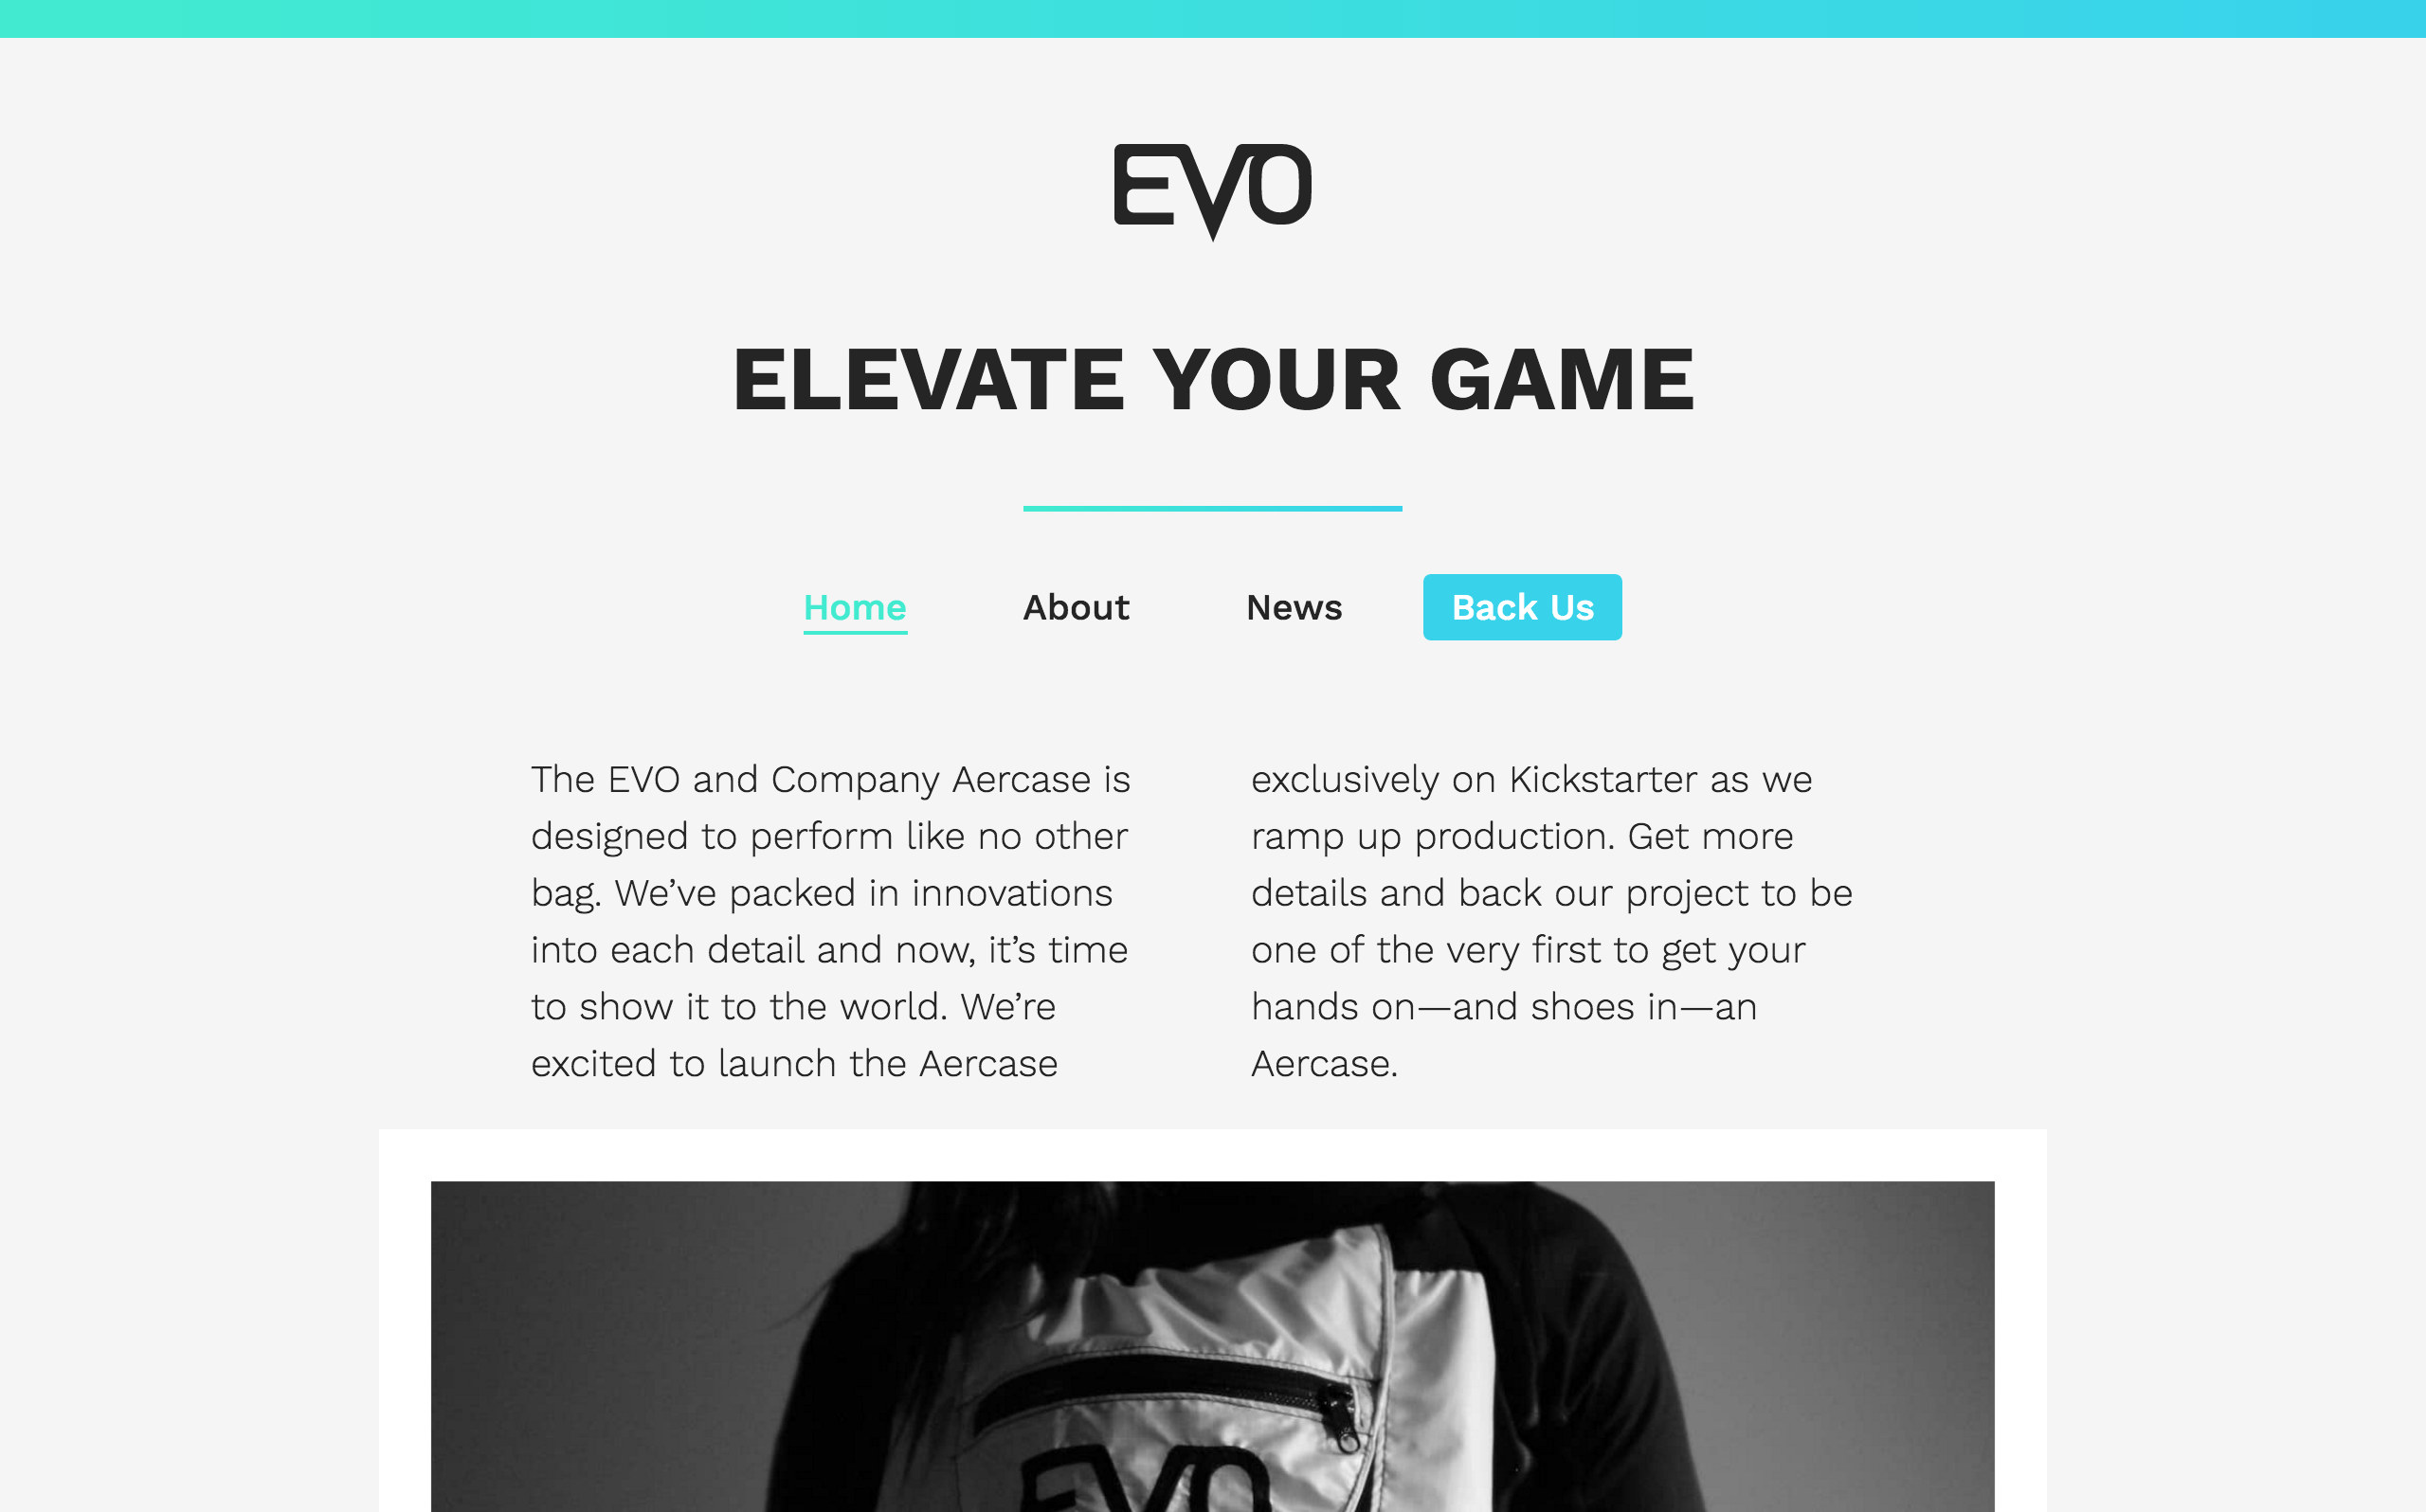 EVO
ELEVATE YOUR GAME
Home About News Back Us
The EVO and Company Aercase is
designed to perform like no other
bag. We’ve packed in innovations
into each detail and now, it’s time
to show it to the world. We’re
excited to launch the Aercase
exclusively on Kickstarter as we
ramp up production. Get more
details and back our project to be
one of the very first to get your
hands on—and shoes in—an
Aercase.
EVO